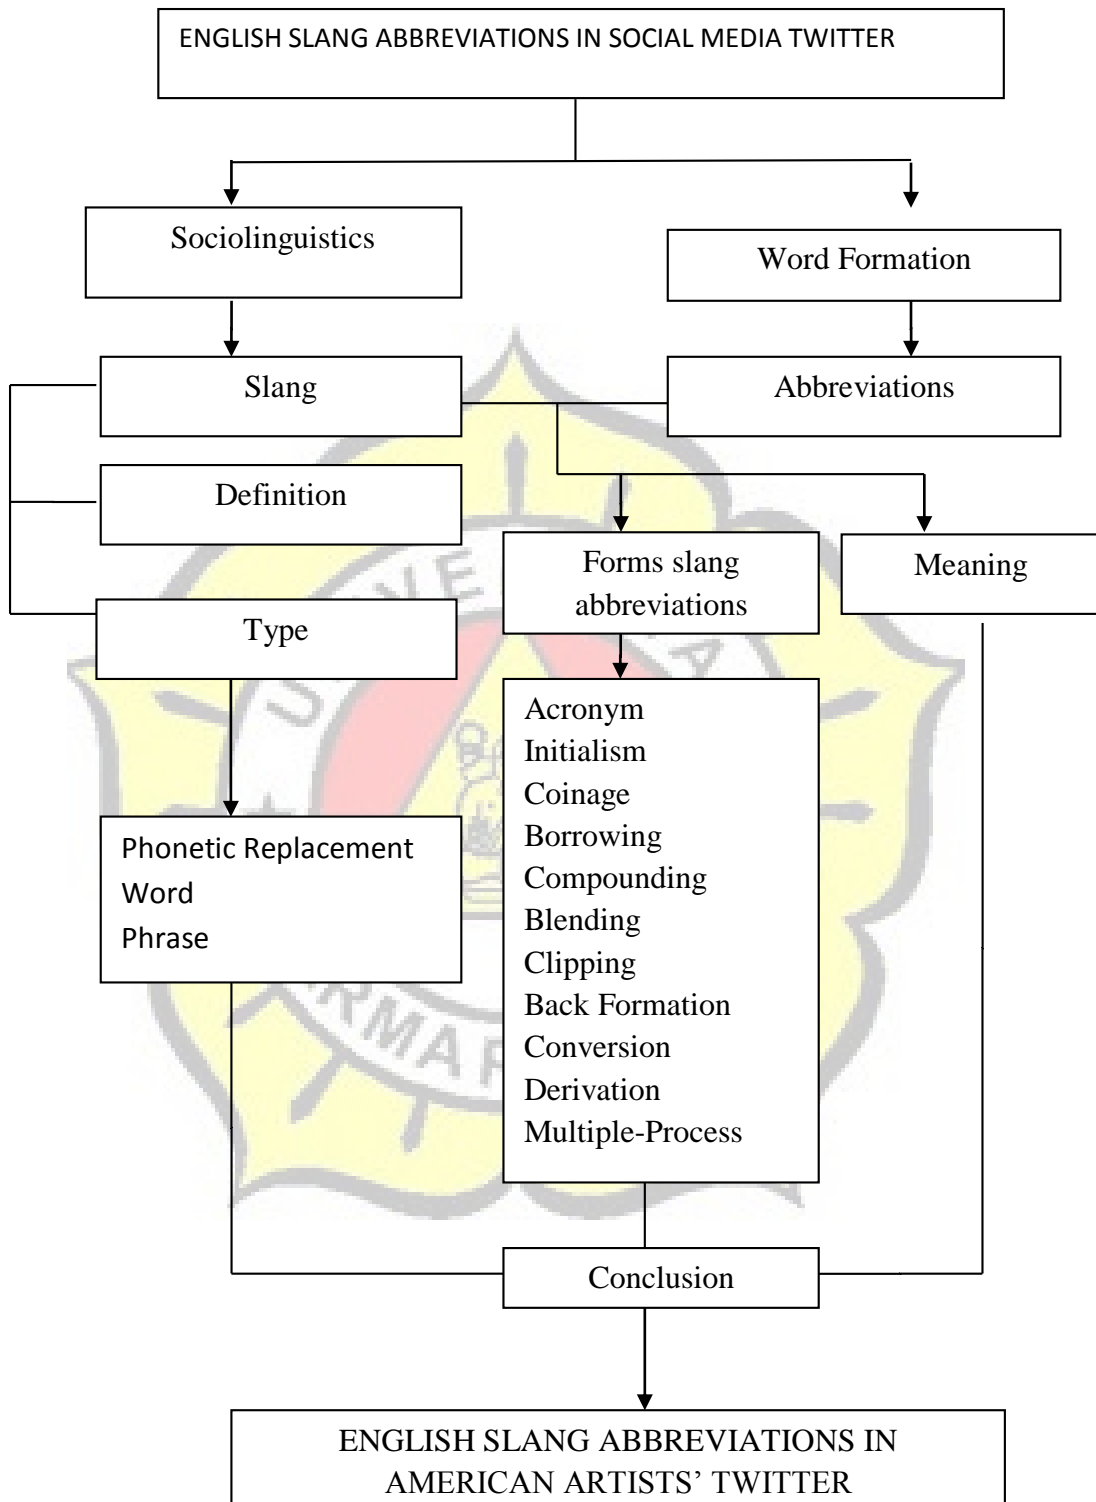 ENGLISH SLANG ABBREVIATIONS IN SOCIAL MEDIA TWITTER
Sociolinguistics
Word Formation
Slang
Abbreviations
Definition
Forms slang
abbreviations
Meaning
Type
Acronym
Initialism
Coinage
Borrowing
Compounding
Blending
Clipping
Back Formation
Conversion
Derivation
Multiple-Process
Phonetic Replacement
Word
Phrase
Conclusion
ENGLISH SLANG ABBREVIATIONS IN
AMERICAN ARTISTS’ TWITTER